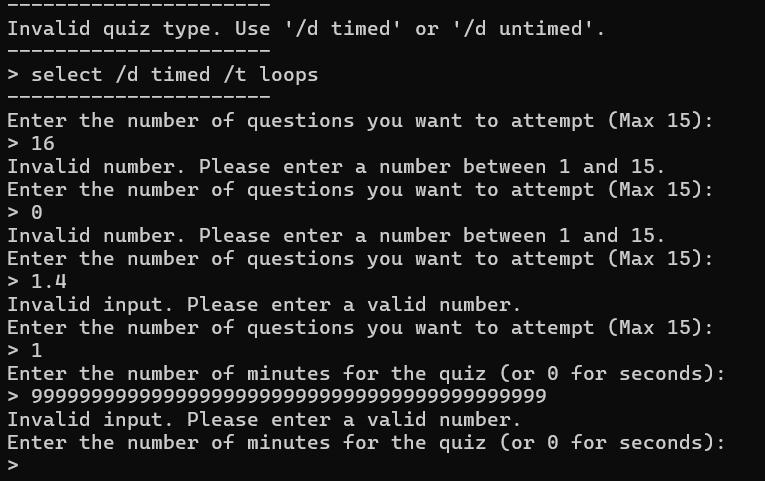 ----------------------
Invalid quiz type. Use '/d timed' or '/d untimed'.
----------------------
> select /d timed /t loops
----------------------
Enter the number of questions you want to attempt (Max 15):
> 16
Invalid number. Please enter a number between 1 and 15.
Enter the number of questions you want to attempt (Max 15):
> 0
Invalid number. Please enter a number between 1 and 15.
Enter the number of questions you want to attempt (Max 15):
> 1.4
Invalid input. Please enter a valid number.
Enter the number of questions you want to attempt (Max 15):
> 1
Enter the number of minutes for the quiz (or 0 for seconds):
> 9999999999999999999999999999999999999999999
Invalid input. Please enter a valid number.
Enter the number of minutes for the quiz (or 0 for seconds):
>